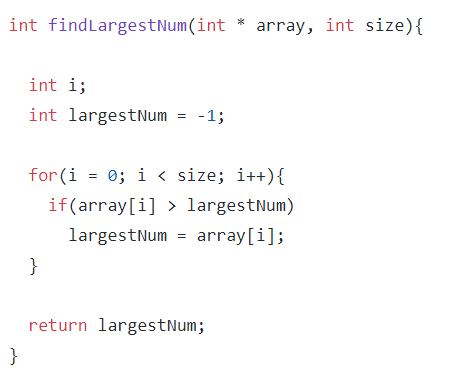 int findLargestNum(int * array, int size){
int i;
int largestNum = -1;
for(i = 0; i < size; i++){
if(array[i] > largestNum)
largestNum = array[i];
}
return largestNum;
}